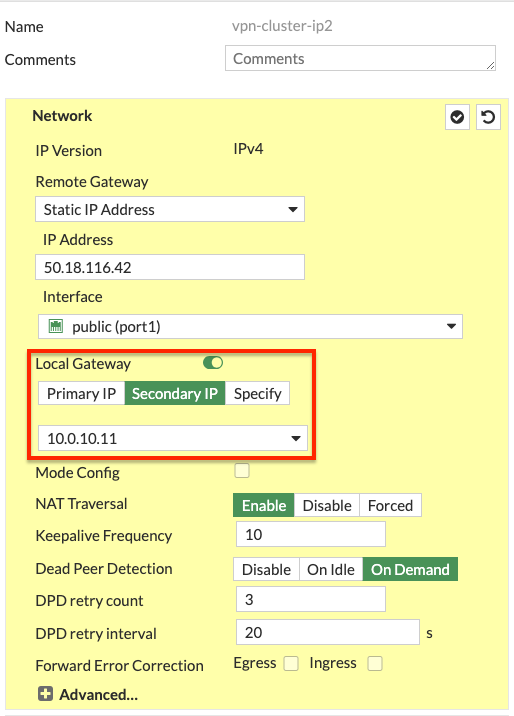 Name vpn-cluster-ip2
Comments Comments
Network
IP Version IPv4
Remote Gateway
Static IP Address
IP Address
50.18.116.42
Interface
public (port1)
Local Gateway
Primary IP Secondary IP Specify
10.0.10.11
Mode Config
NAT Traversal Enable Disable Forced
Keepalive Frequency 10
Dead Peer Detection Disable On Idle On Demand
DPD retry count 3
DPD retry interval 20 s
Forward Error Correction Egress Ingress
Advanced...